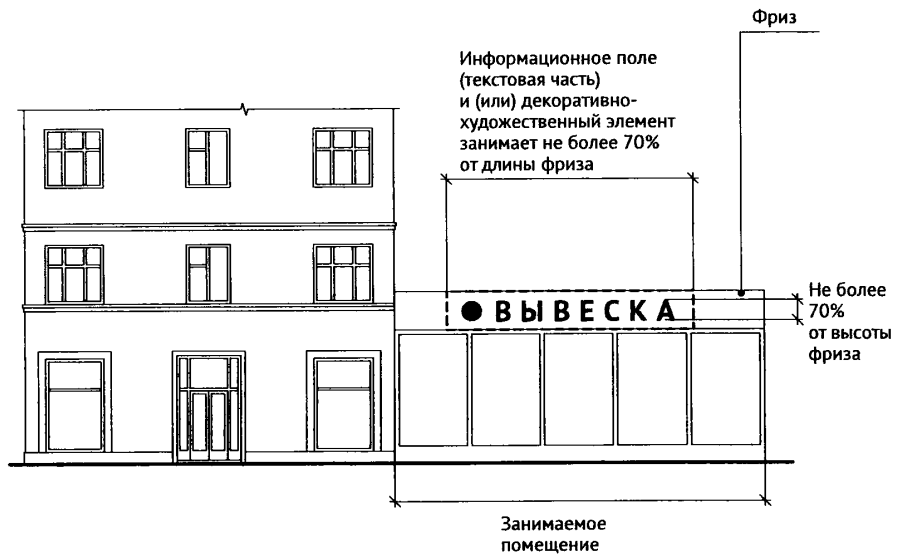 Фриз
Информационное поле
(текстовая часть)
и (или) декоративно-
художественный элемент
занимает не более 70%
от длины фриза
ВЫВЕСКА
Не более
70%
от высоты
фриза
Занимаемое
помещение